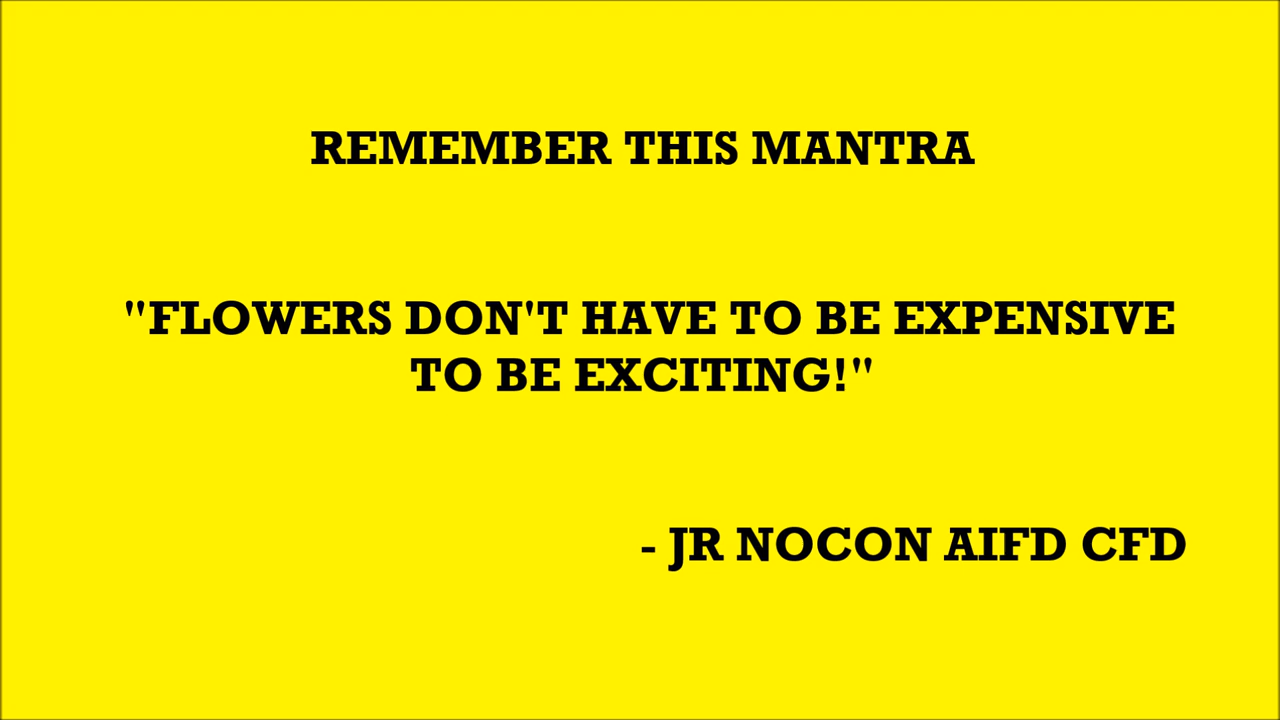 REMEMBER THIS MANTRA
"FLOWERS DON'T HAVE TO BE EXPENSIVE
TO BE EXCITING!"
- JR NOCON AIFD CFD